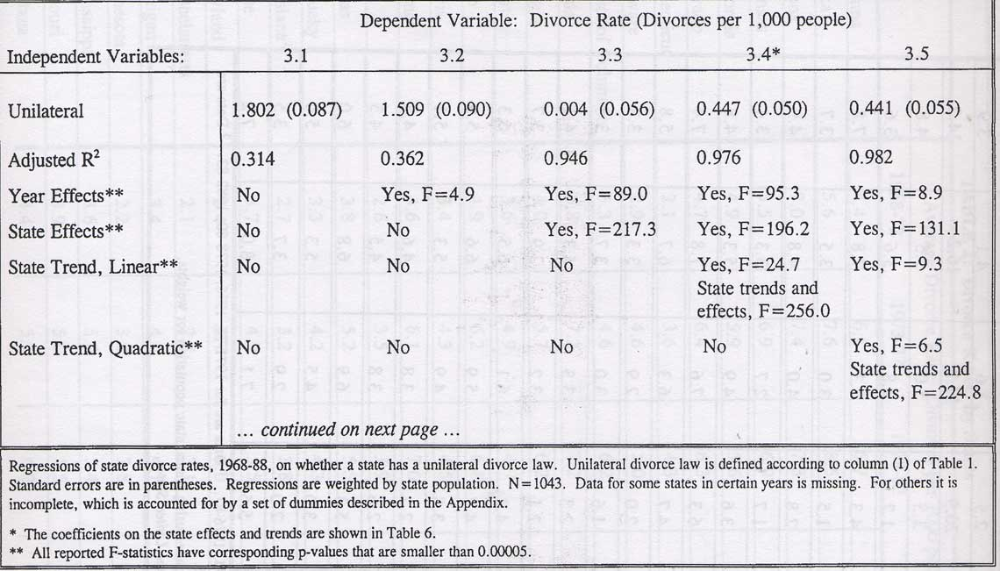 Dependent Variable: Divorce Rate (Divorces per 1,000 people)
Independent Variables: 3.1 3.2 3.3 3.4* 3.5
Unilateral 1.802 (0.087) 1.509 (0.090) 0.004 (0.056) 0.447 (0.050) 0.441 (0.055)
Adjusted R² 0.314 0.362 0.946 0.976 0.982
Year Effects** No Yes, F=4.9 Yes, F=89.0 Yes, F=95.3 Yes, F=8.9
State Effects** No No Yes, F=217.3 Yes, F=196.2 Yes, F=131.1
State Trend, Linear** No No No Yes, F=24.7 Yes, F=9.3
State trends and
effects, F=256.0
State Trend, Quadratic** No No No No Yes, F=6.5
State trends and
effects, F=224.8
... continued on next page ...
Regressions of state divorce rates, 1968-88, on whether a state has a unilateral divorce law. Unilateral divorce law is defined according to column (1) of Table 1.
Standard errors are in parentheses. Regressions are weighted by state population. N=1043. Data for some states in certain years is missing. For others it is
incomplete, which is accounted for by a set of dummies described in the Appendix.
* The coefficients on the state effects and trends are shown in Table 6.
** All reported F-statistics have corresponding p-values that are smaller than 0.00005.